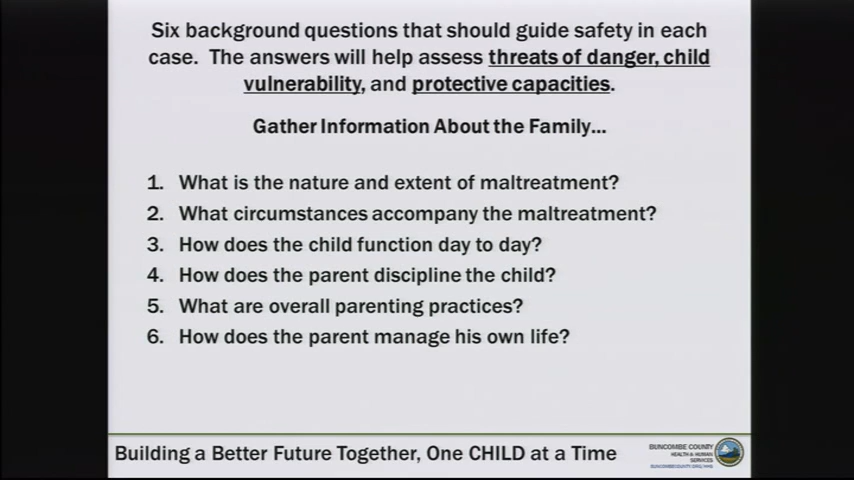 Six background questions that should guide safety in each
case. The answers will help assess threats of danger, child
vulnerability, and protective capacities.
Gather Information About the Family...
1. What is the nature and extent of maltreatment?
2. What circumstances accompany the maltreatment?
3. How does the child function day to day?
4. How does the parent discipline the child?
5. What are overall parenting practices?
6. How does the parent manage his own life?
Building a Better Future Together, One CHILD at a Time
BUNCOMBE COUNTY
HEALTH & HUMAN
SERVICES